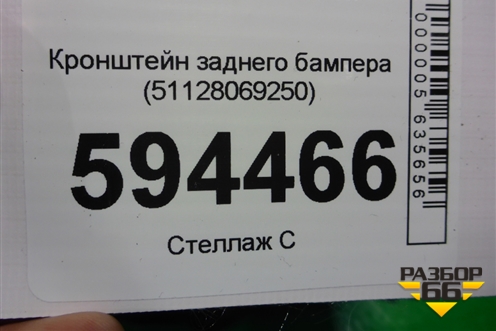 Кронштейн заднего бампера
(51128069250)
594466
Стеллаж С
000005635656
РАЗБОР
66